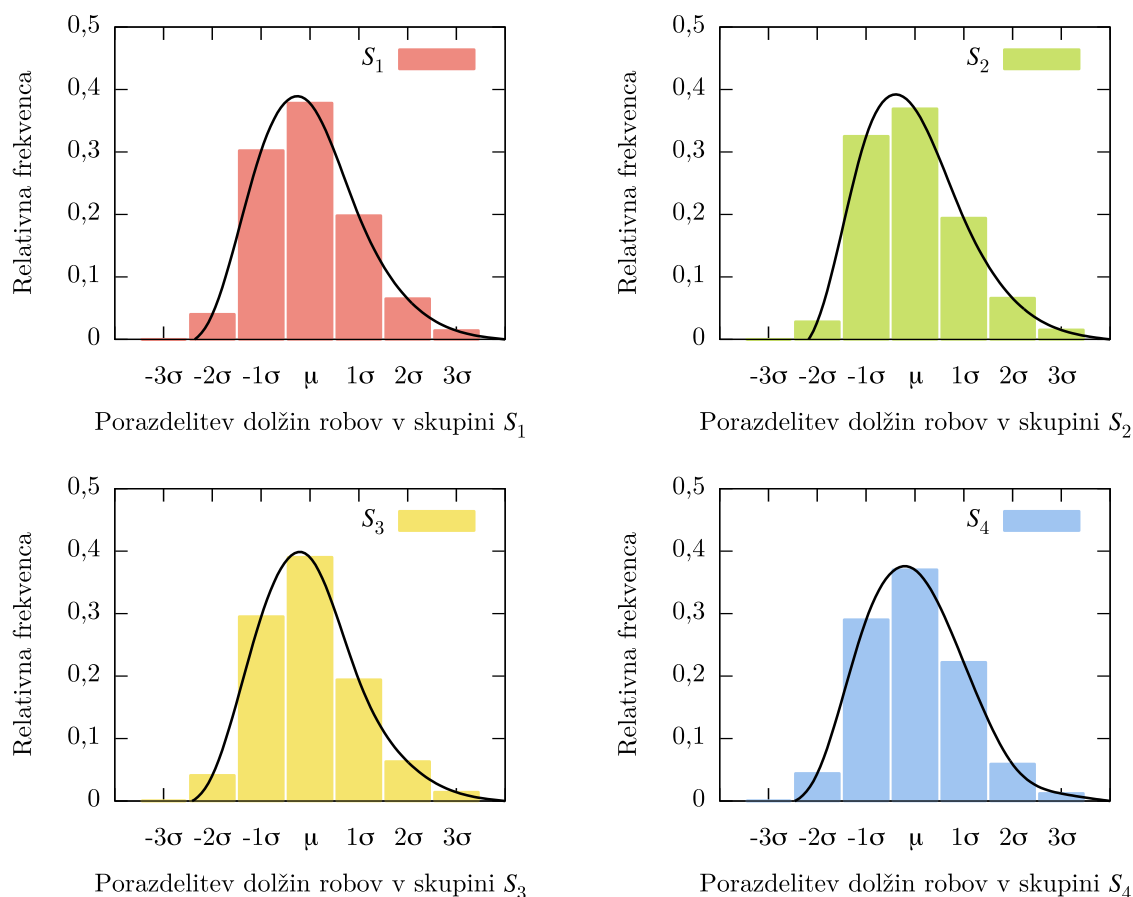 0,5
0,4
0,3
0,2
0,1
0
Relativna frekvenca
S1
-3σ -2σ -1σ μ 1σ 2σ 3σ
Porazdelitev dolžin robov v skupini S1
0,5
0,4
0,3
0,2
0,1
0
Relativna frekvenca
S2
-3σ -2σ -1σ μ 1σ 2σ 3σ
Porazdelitev dolžin robov v skupini S2
0,5
0,4
0,3
0,2
0,1
0
Relativna frekvenca
S3
-3σ -2σ -1σ μ 1σ 2σ 3σ
Porazdelitev dolžin robov v skupini S3
0,5
0,4
0,3
0,2
0,1
0
Relativna frekvenca
S4
-3σ -2σ -1σ μ 1σ 2σ 3σ
Porazdelitev dolžin robov v skupini S4